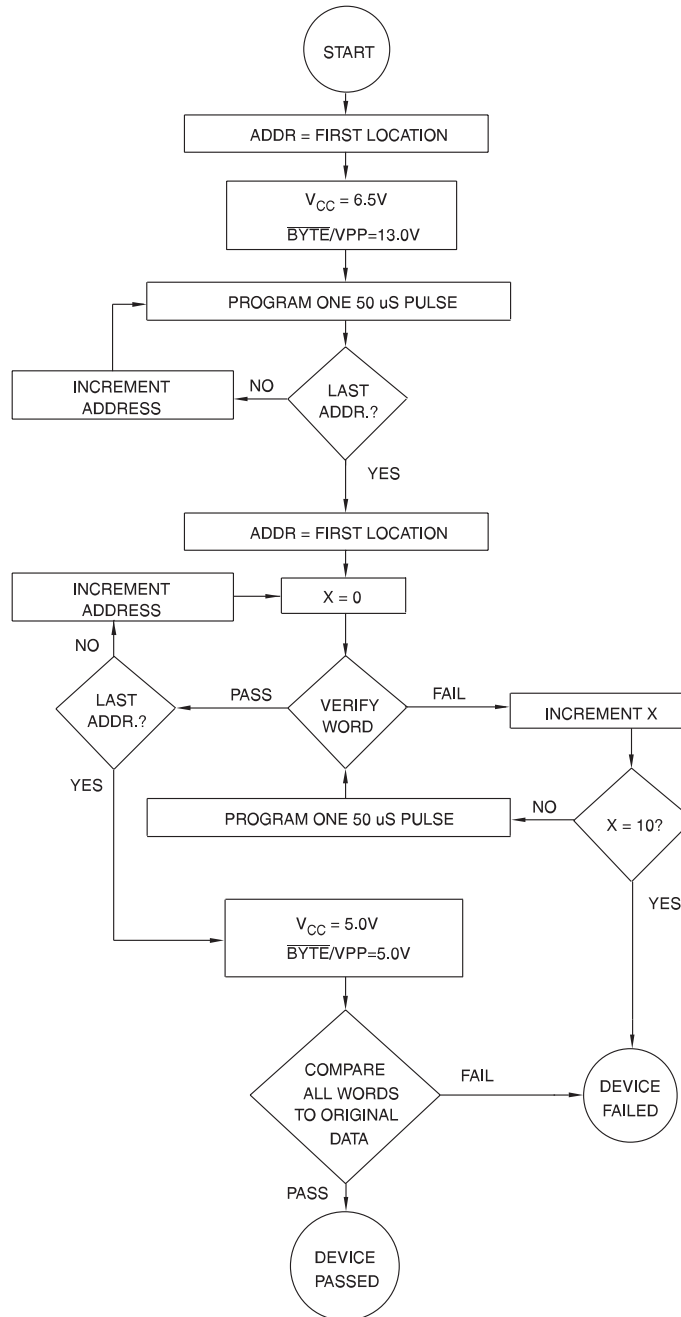 START
ADDR = FIRST LOCATION
VCC = 6.5V
BYTE/VPP=13.0V
PROGRAM ONE 50 uS PULSE
INCREMENT
ADDRESS
NO
LAST
ADDR.?
YES
ADDR = FIRST LOCATION
INCREMENT
ADDRESS
X = 0
NO
LAST
ADDR.?
PASS
VERIFY
WORD
FAIL
INCREMENT X
YES
PROGRAM ONE 50 uS PULSE
NO
X = 10?
YES
VCC = 5.0V
BYTE/VPP=5.0V
COMPARE
ALL WORDS
TO ORIGINAL
DATA
FAIL
DEVICE
FAILED
PASS
DEVICE
PASSED